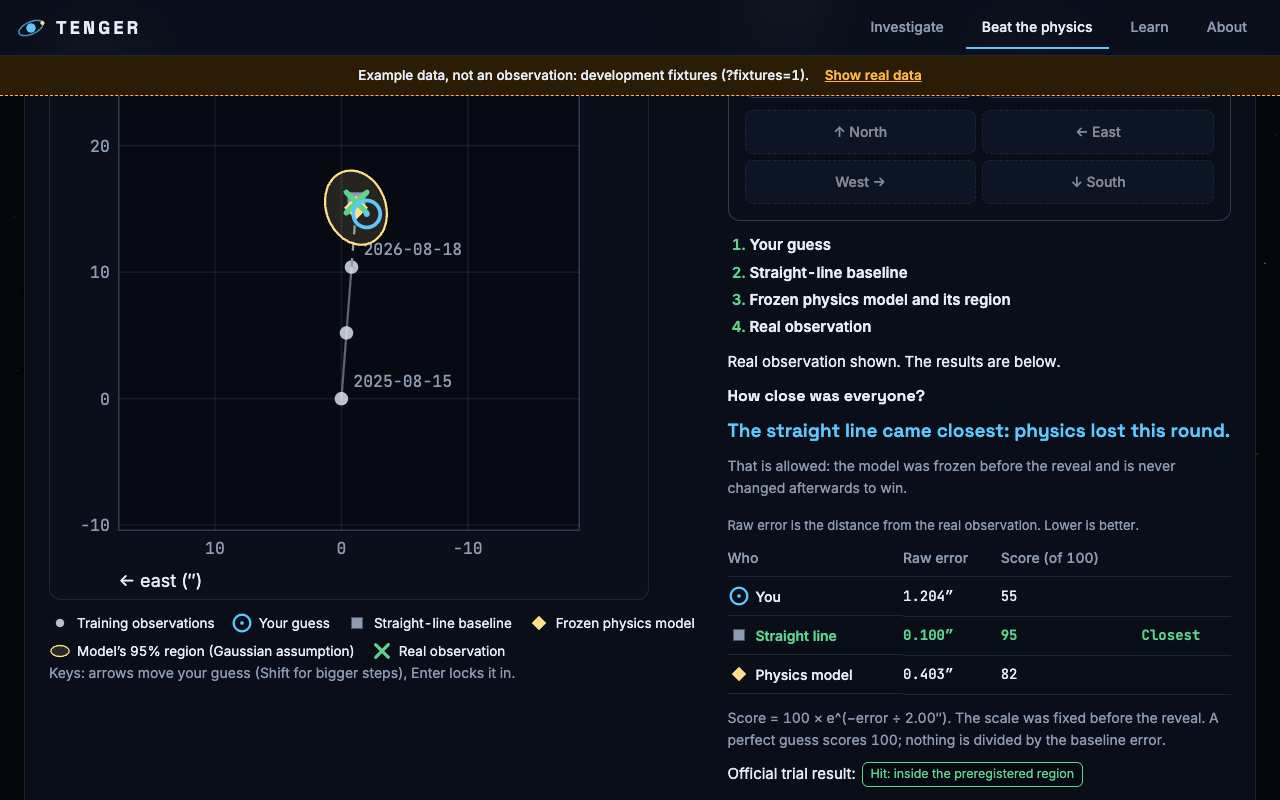 TENGER
Investigate Beat the physics Learn About
Example data, not an observation: development fixtures (?fixtures=1). Show real data
20
10
0
-10
10 0 -10
2026-08-18
2025-08-15
← east (″)
Training observations Your guess Straight-line baseline Frozen physics model
Model's 95% region (Gaussian assumption) Real observation
Keys: arrows move your guess (Shift for bigger steps), Enter locks it in.
↑ North ← East
West → ↓ South
1. Your guess
2. Straight-line baseline
3. Frozen physics model and its region
4. Real observation
Real observation shown. The results are below.
How close was everyone?
The straight line came closest: physics lost this round.
That is allowed: the model was frozen before the reveal and is never
changed afterwards to win.
Raw error is the distance from the real observation. Lower is better.
Who Raw error Score (of 100)
You 1.204″ 55
Straight line 0.100″ 95 Closest
Physics model 0.403″ 82
Score = 100 × e^(−error ÷ 2.00″). The scale was fixed before the reveal. A
perfect guess scores 100; nothing is divided by the baseline error.
Official trial result: Hit: inside the preregistered region